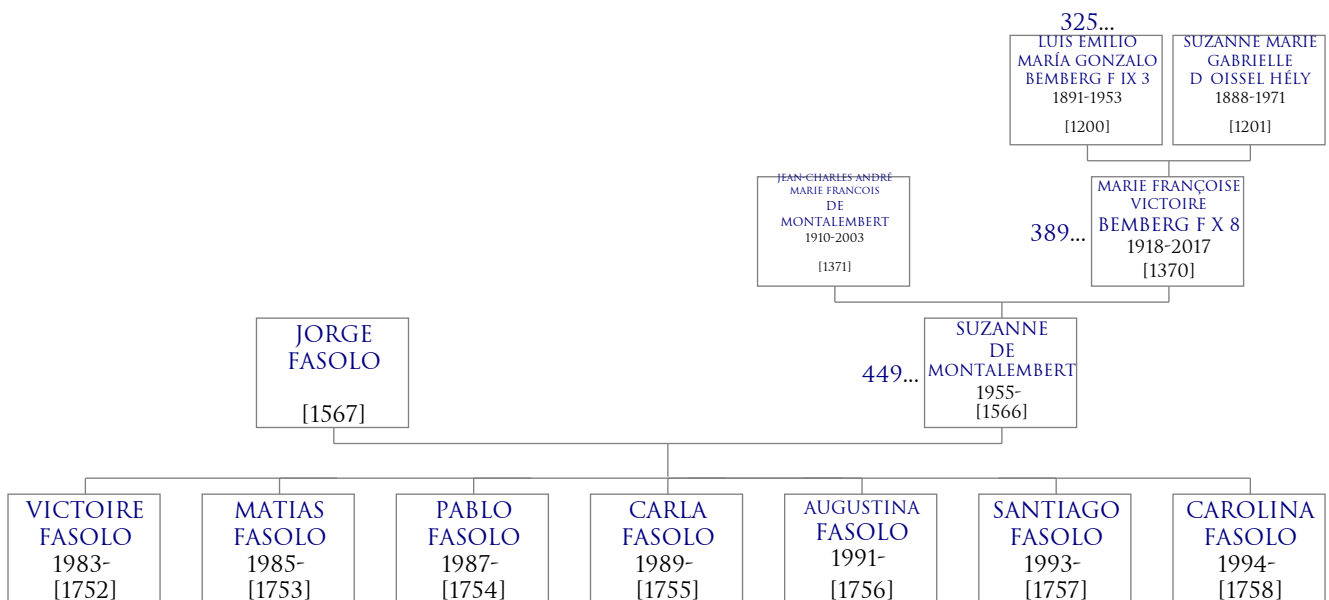 325...
LUIS EMILIO
MARÍA GONZALO
BEMBERG F IX 3
1891-1953
[1200]
SUZANNE MARIE
GABRIELLE
D OISSEL HÉLY
1888-1971
[1201]
JEAN-CHARLES ANDRÉ
MARIE FRANCOIS
DE
MONTALEMBERT
1910-2003
[1371]
389...
MARIE FRANÇOISE
VICTOIRE
BEMBERG F X 8
1918-2017
[1370]
JORGE
FASOLO
[1567]
449...
SUZANNE
DE
MONTALEMBERT
1955-
[1566]
VICTOIRE
FASOLO
1983-
[1752]
MATIAS
FASOLO
1985-
[1753]
PABLO
FASOLO
1987-
[1754]
CARLA
FASOLO
1989-
[1755]
AUGUSTINA
FASOLO
1991-
[1756]
SANTIAGO
FASOLO
1993-
[1757]
CAROLINA
FASOLO
1994-
[1758]